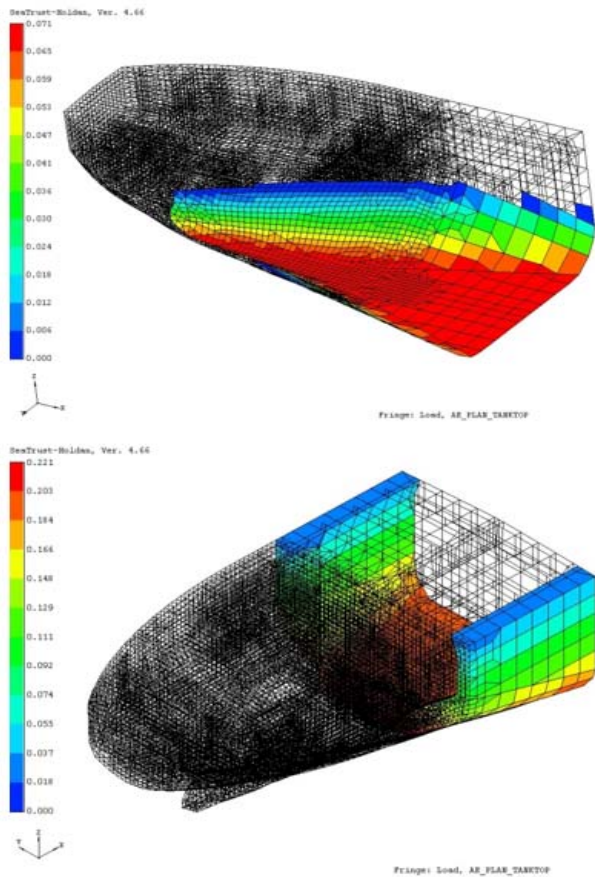 SeaTrust-Holdan, Ver. 4.66
0.071
0.065
0.059
0.053
0.047
0.041
0.036
0.030
0.024
0.018
0.012
0.006
0.000
Z
Y
X
Fringe: Load, AE_PLAN_TANKTOP
SeaTrust-Holdan, Ver. 4.66
0.221
0.203
0.184
0.166
0.148
0.129
0.111
0.092
0.074
0.055
0.037
0.018
0.000
Z
Y
X
Fringe: Load, AE_PLAN_TANKTOP